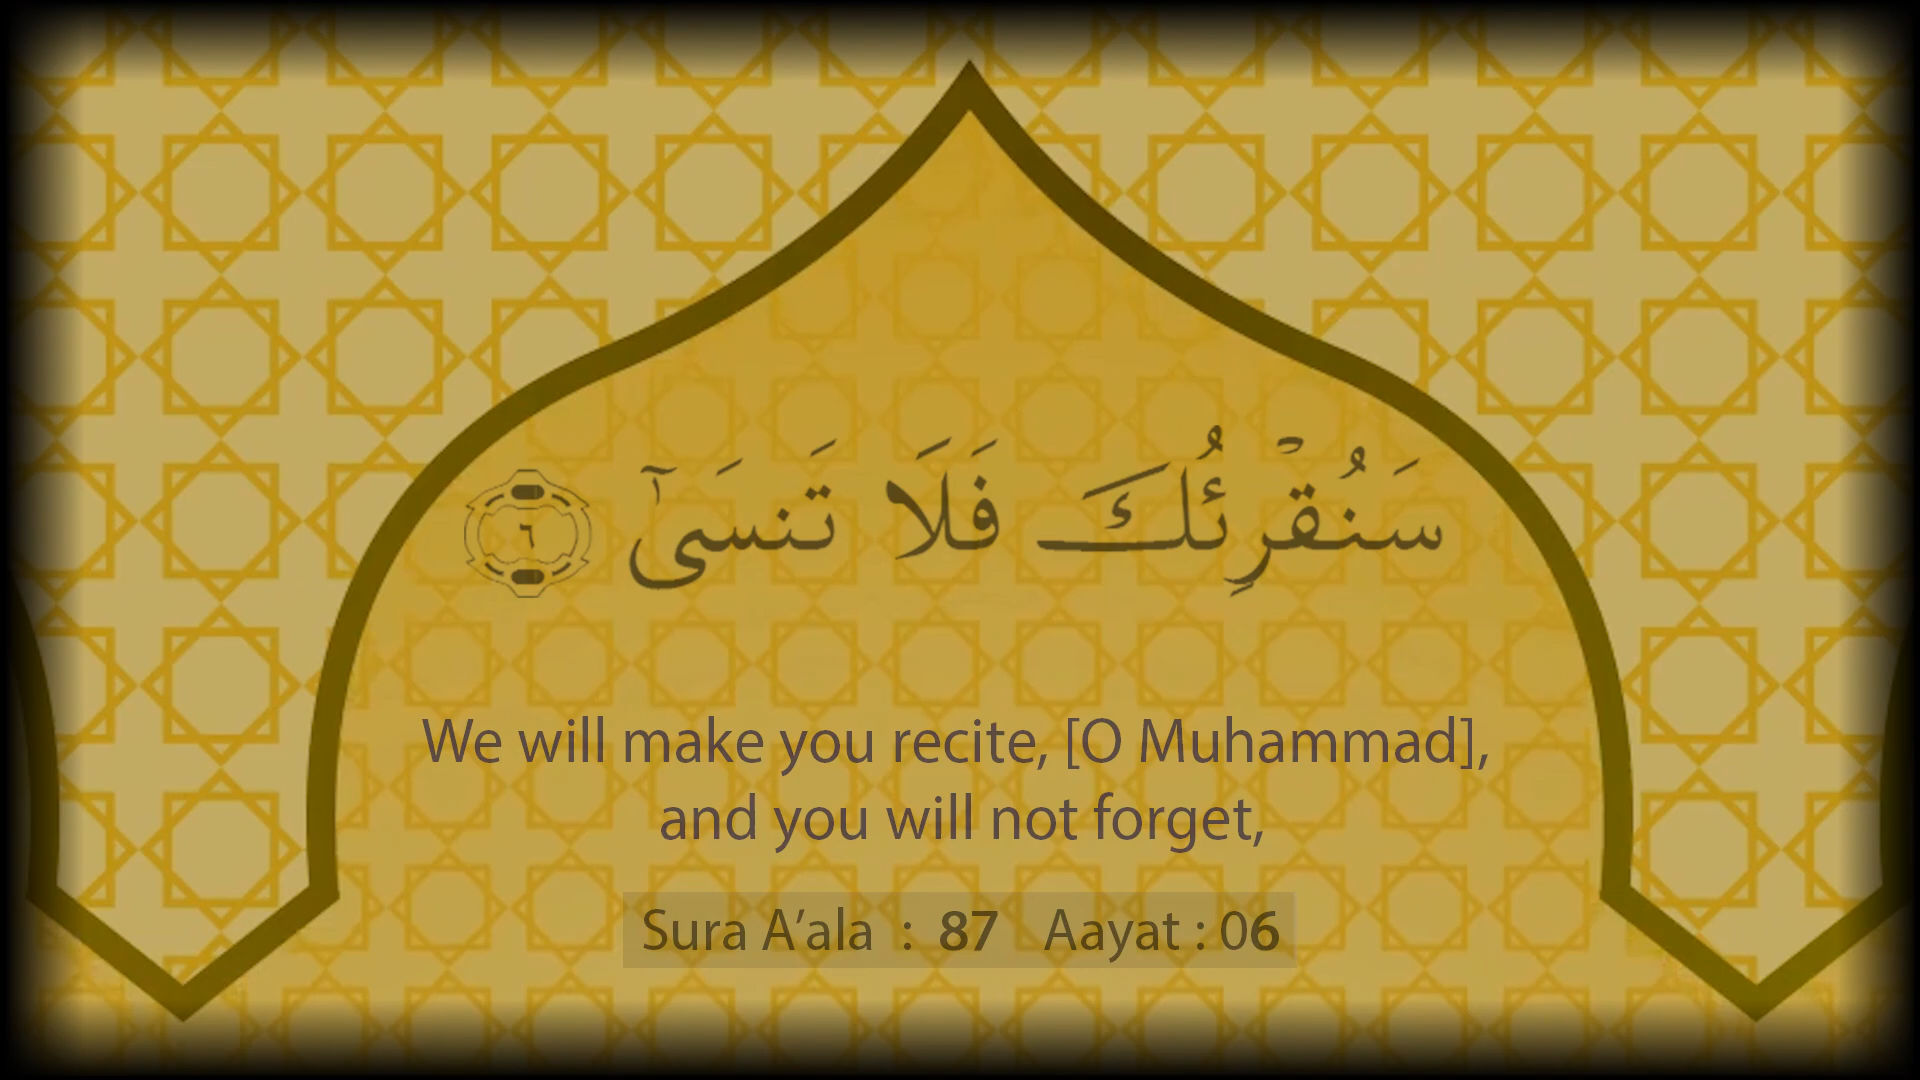 سَنُقْرِئُكَ فَلَا تَنسَىٰٓ ٦
We will make you recite, [O Muhammad],
and you will not forget,
Sura A’ala : 87 Aayat : 06